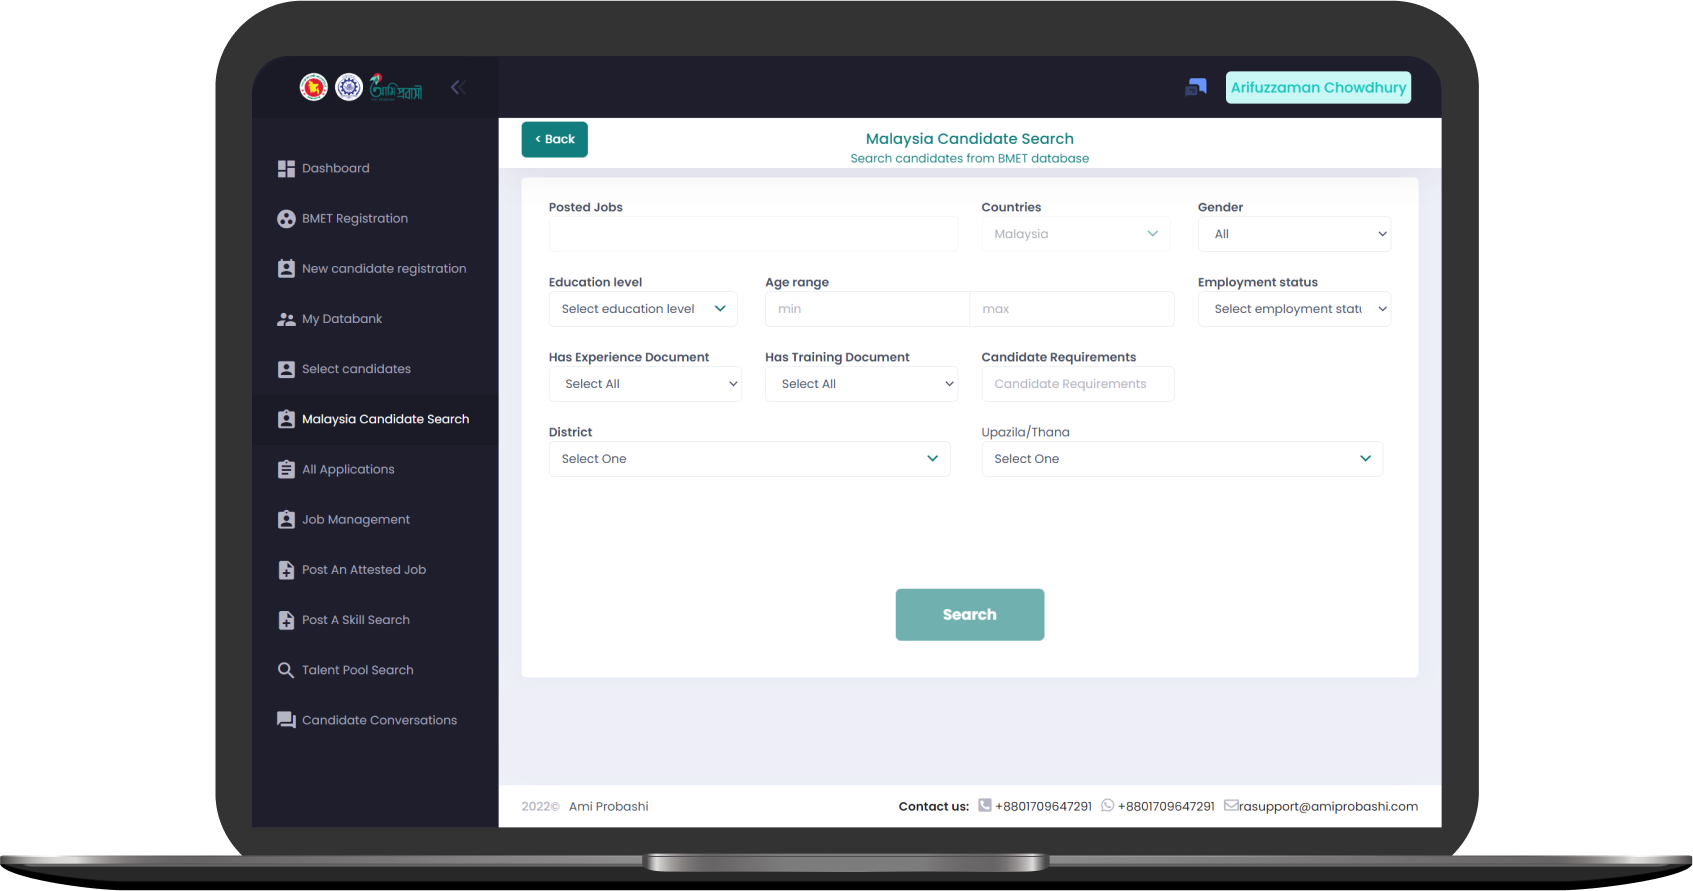 আমি প্রবাসী
Arifuzzaman Chowdhury
Dashboard
BMET Registration
New candidate registration
My Databank
Select candidates
Malaysia Candidate Search
All Applications
Job Management
Post An Attested Job
Post A Skill Search
Talent Pool Search
Candidate Conversations
< Back
Malaysia Candidate Search
Search candidates from BMET database
Posted Jobs
Countries
Gender
Malaysia
All
Education level
Age range
Employment status
Select education level
min
max
Select employment statu
Has Experience Document
Has Training Document
Candidate Requirements
Select All
Select All
Candidate Requirements
District
Upazila/Thana
Select One
Select One
Search
2022© Ami Probashi
Contact us: +8801709647291 +8801709647291 rasupport@amiprobashi.com